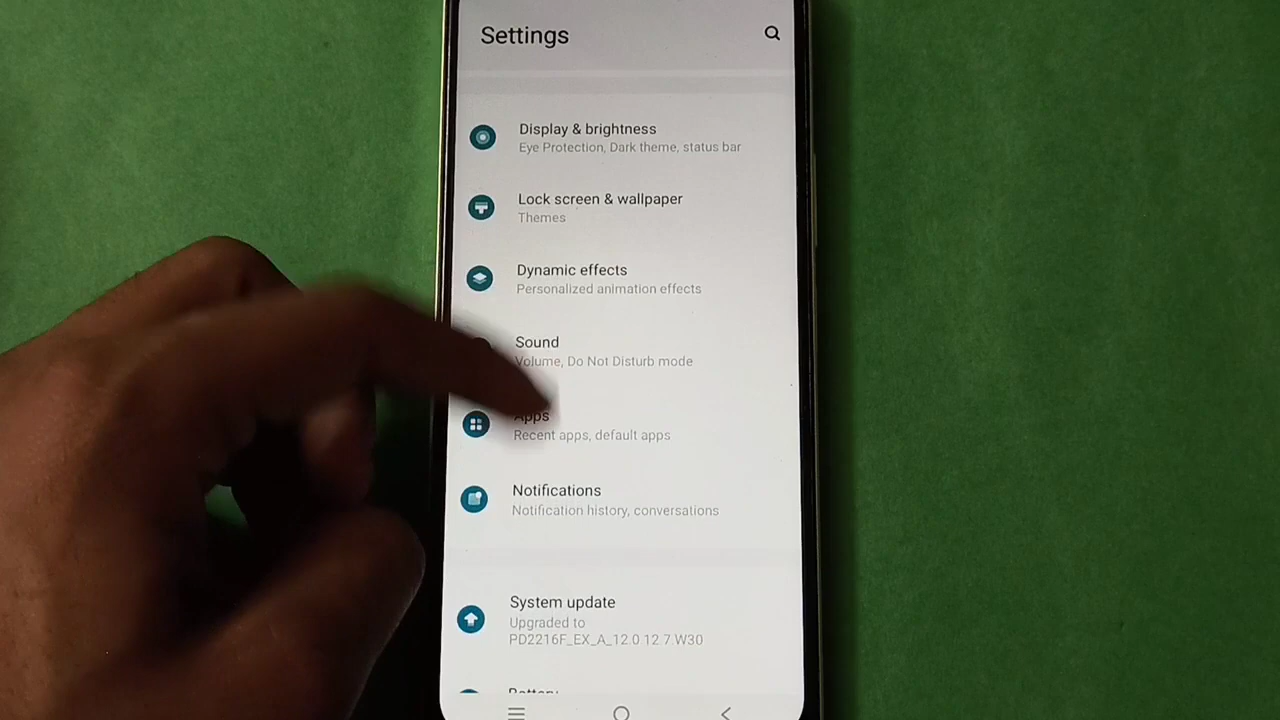 Settings
Display & brightness
Eye Protection, Dark theme, status bar
Lock screen & wallpaper
Themes
Dynamic effects
Personalized animation effects
Sound
Volume, Do Not Disturb mode
Apps
Recent apps, default apps
Notifications
Notification history, conversations
System update
Upgraded to
PD2216F_EX_A_12.0.12.7.W30
Battery